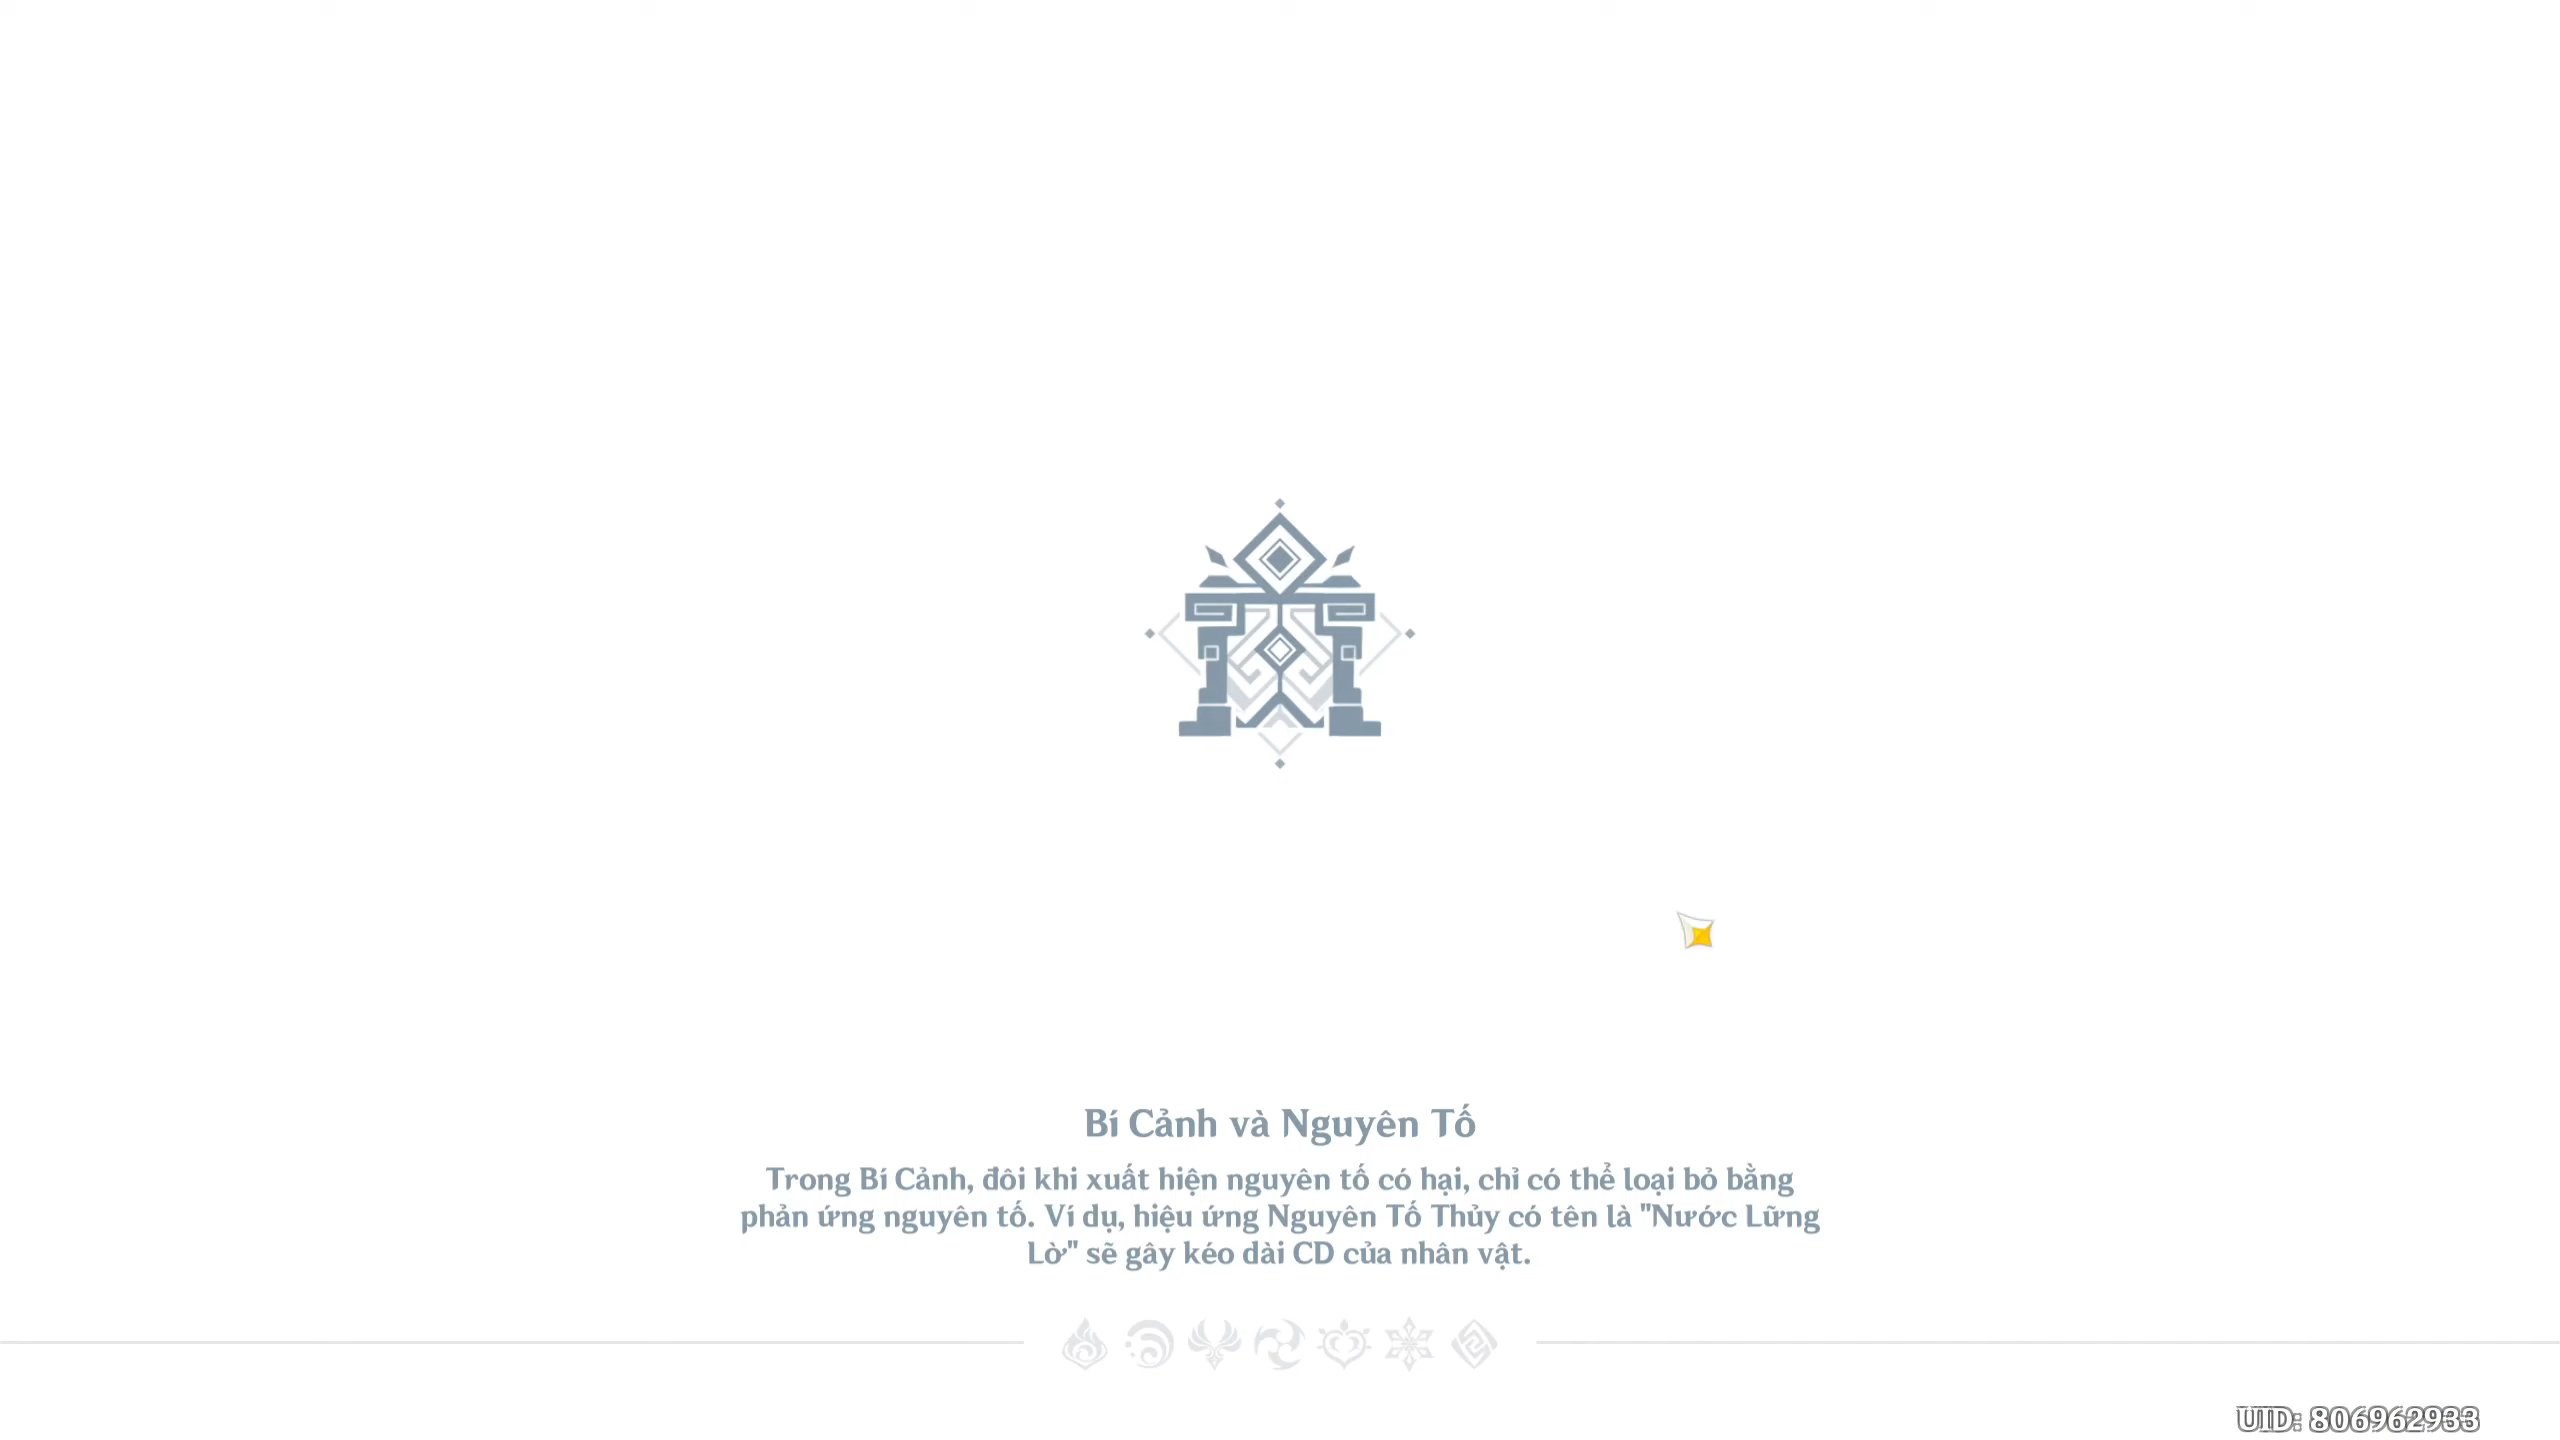 Bí Cảnh và Nguyên Tố
Trong Bí Cảnh, đôi khi xuất hiện nguyên tố có hại, chỉ có thể loại bỏ bằng
phản ứng nguyên tố. Ví dụ, hiệu ứng Nguyên Tố Thủy có tên là "Nước Lững
Lờ" sẽ gây kéo dài CD của nhân vật.
UID: 806962933